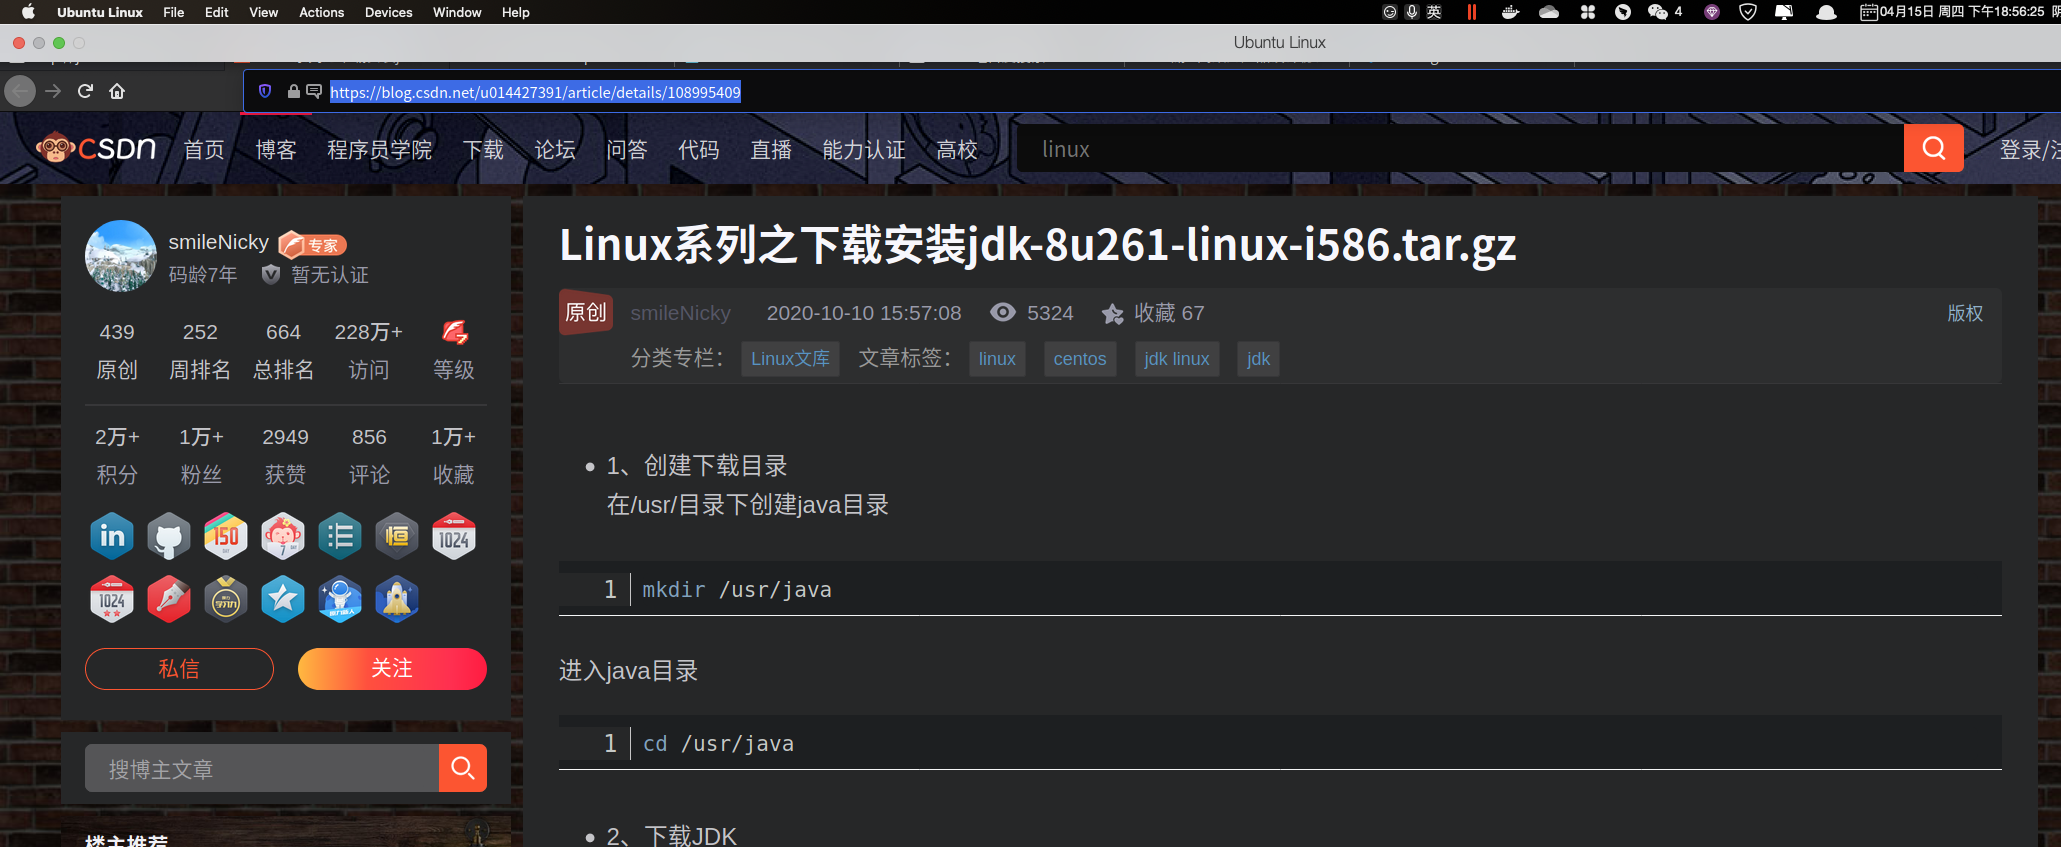 Ubuntu Linux File Edit View Actions Devices Window Help
英 4 04月15日 周四 下午18:56:25
Ubuntu Linux
https://blog.csdn.net/u014427391/article/details/108995409
CSDN 首页 博客 程序员学院 下载 论坛 问答 代码 直播 能力认证 高校 linux 登录/注
smileNicky 专家
码龄7年 暂无认证
439 252 664 228万+
原创 周排名 总排名 访问 等级
2万+ 1万+ 2949 856 1万+
积分 粉丝 获赞 评论 收藏
in 150 7 恒 1024
1024 学习力
私信 关注
搜博主文章
楼主推荐
Linux系列之下载安装jdk-8u261-linux-i586.tar.gz
原创 smileNicky 2020-10-10 15:57:08 5324 收藏 67 版权
分类专栏： Linux文库 文章标签： linux centos jdk linux jdk
1、创建下载目录
在/usr/目录下创建java目录
1 mkdir /usr/java
进入java目录
1 cd /usr/java
2、下载JDK